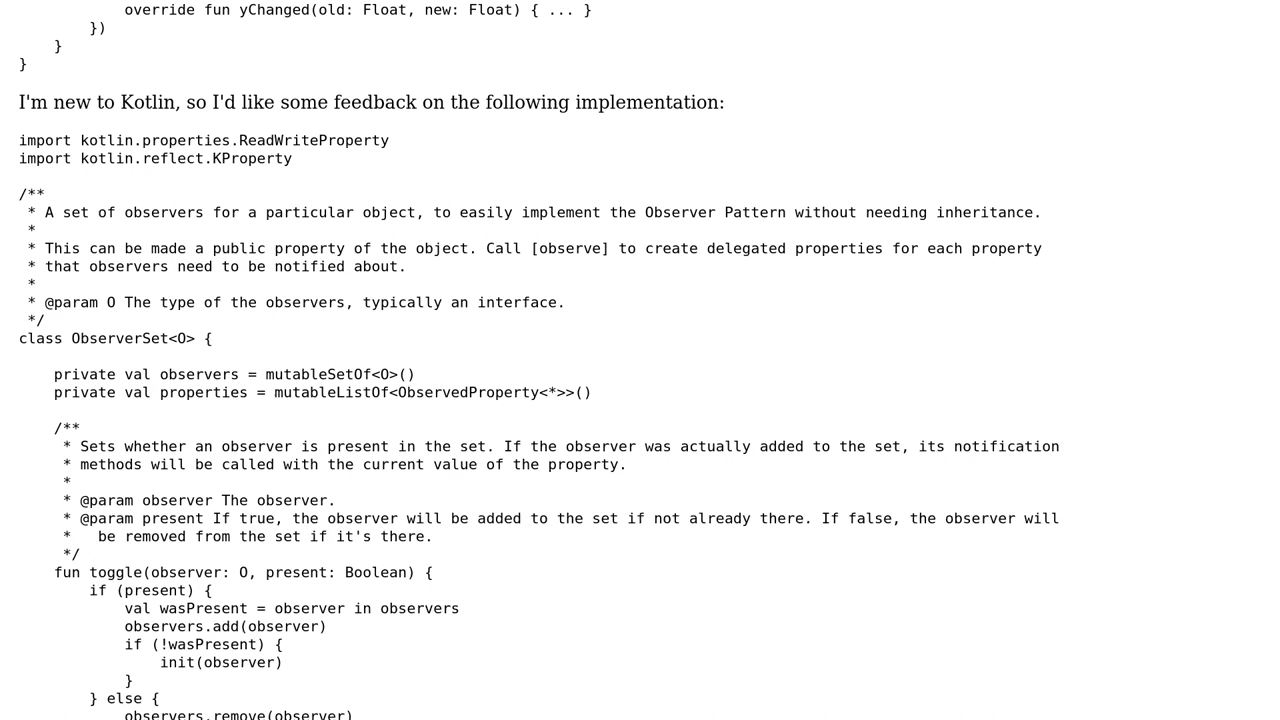 override fun yChanged(old: Float, new: Float) { ... }
        })
    }
}
I'm new to Kotlin, so I'd like some feedback on the following implementation:
import kotlin.properties.ReadWriteProperty
import kotlin.reflect.KProperty
/**
 * A set of observers for a particular object, to easily implement the Observer Pattern without needing inheritance.
 *
 * This can be made a public property of the object. Call [observe] to create delegated properties for each property
 * that observers need to be notified about.
 *
 * @param O The type of the observers, typically an interface.
 */
class ObserverSet<O> {
    private val observers = mutableSetOf<O>()
    private val properties = mutableListOf<ObservedProperty<*>>()
    /**
     * Sets whether an observer is present in the set. If the observer was actually added to the set, its notification
     * methods will be called with the current value of the property.
     *
     * @param observer The observer.
     * @param present If true, the observer will be added to the set if not already there. If false, the observer will
     *   be removed from the set if it's there.
     */
    fun toggle(observer: O, present: Boolean) {
        if (present) {
            val wasPresent = observer in observers
            observers.add(observer)
            if (!wasPresent) {
                init(observer)
            }
        } else {
            observers.remove(observer)